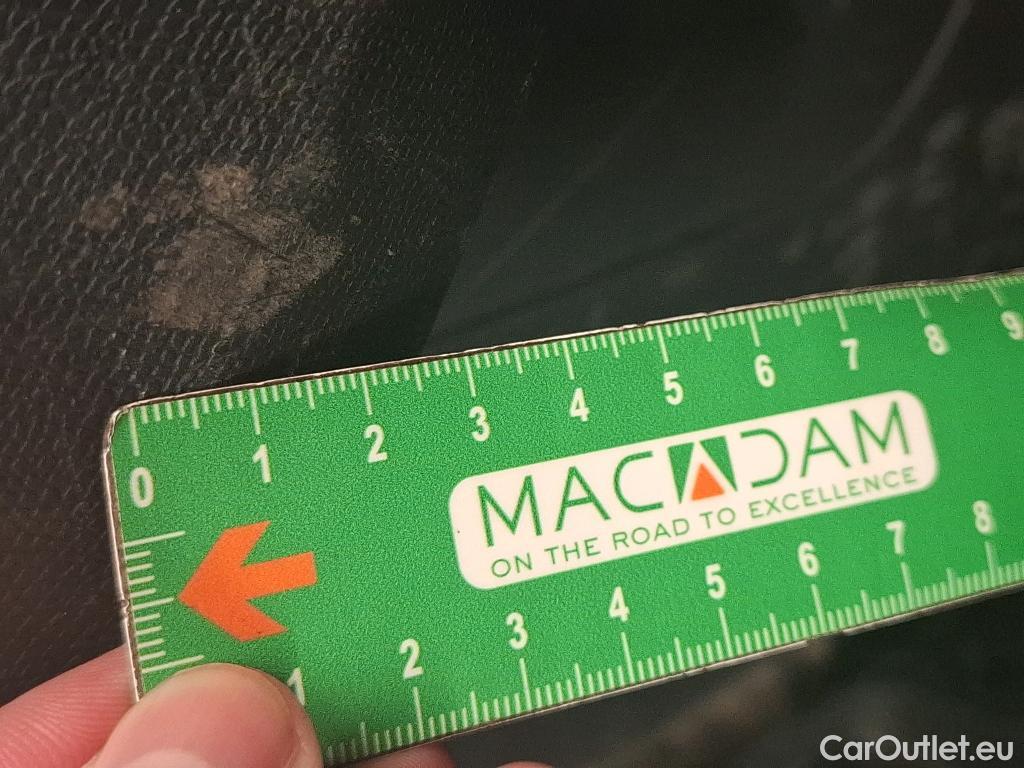 0 1 2 3 4 5 6 7 8 9
MACADAM
ON THE ROAD TO EXCELLENCE
1 2 3 4 5 6 7 8
CarOutlet.eu